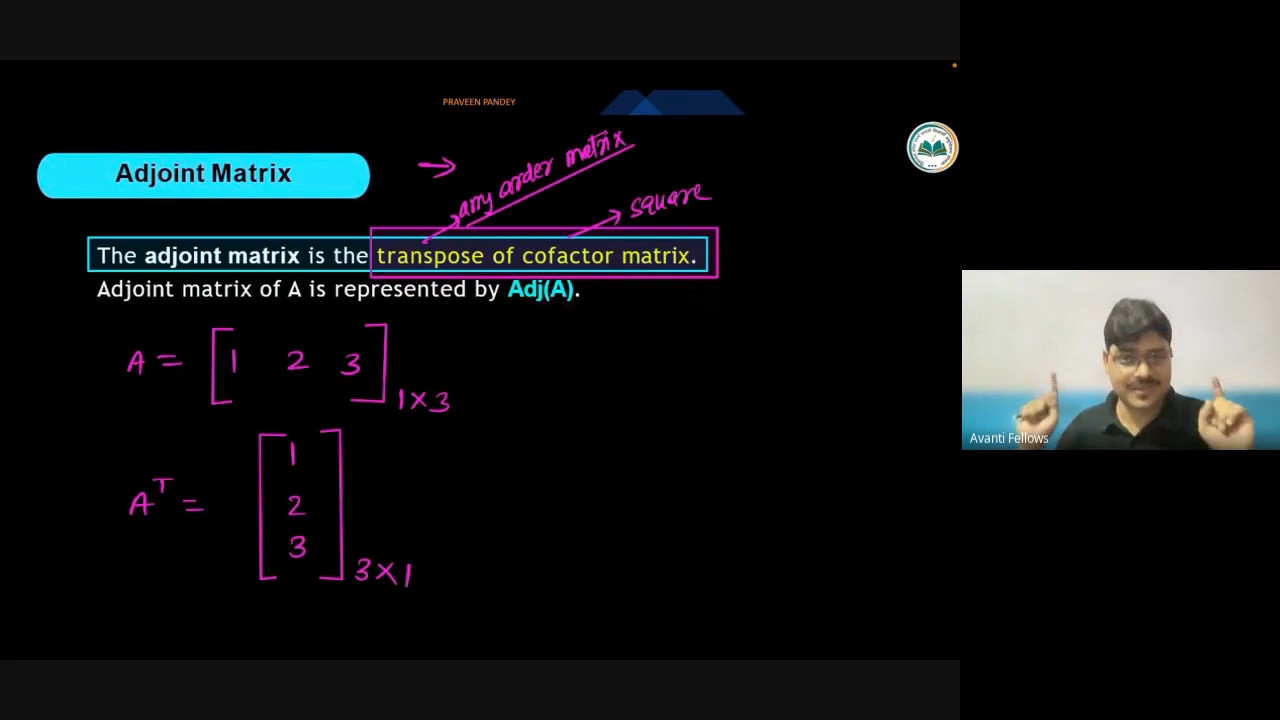 PRAVEEN PANDEY
Adjoint Matrix
→ any order matrix
→ square
The adjoint matrix is the transpose of cofactor matrix.
Adjoint matrix of A is represented by Adj(A).
A = [1 2 3] 1×3
Aᵀ =
1
2
3
3×1
Avanti Fellows